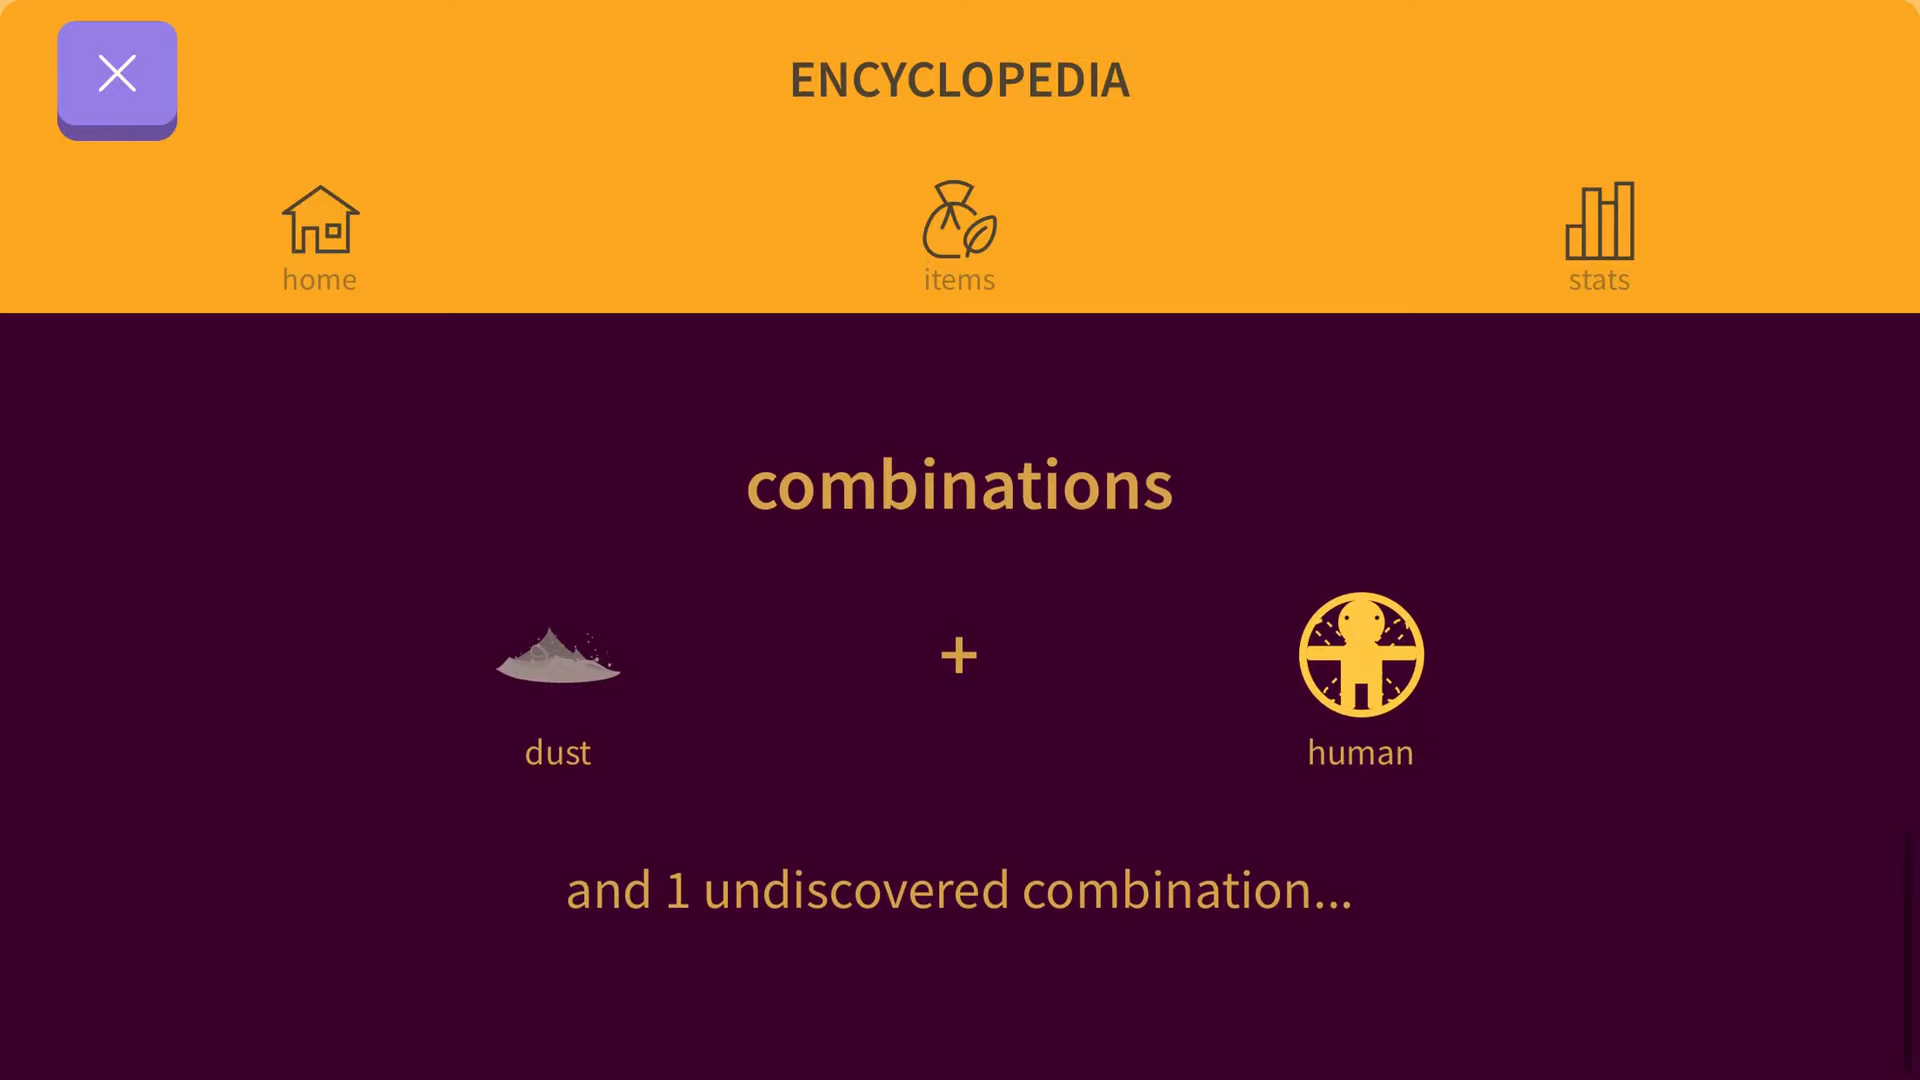 ENCYCLOPEDIA
home
items
stats
combinations
dust
+
human
and 1 undiscovered combination...